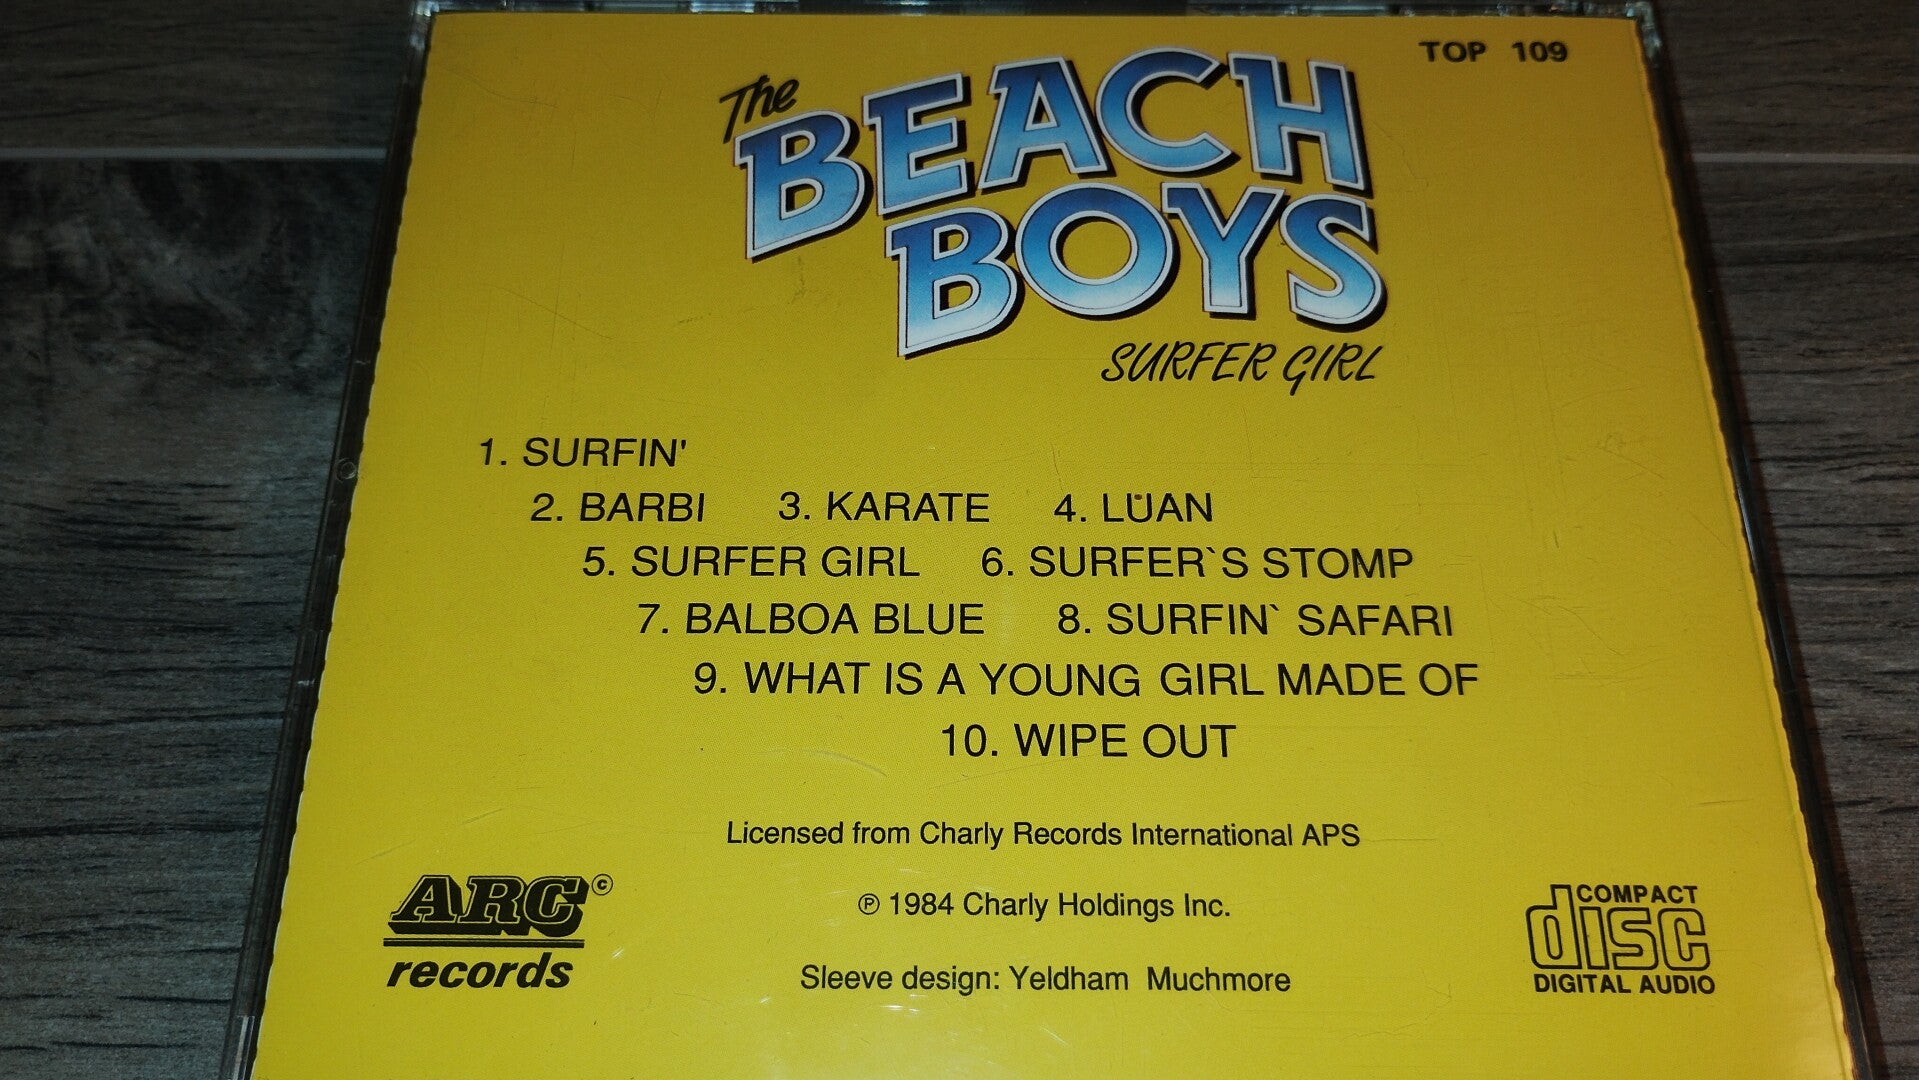 TOP 109
The
BEACH
BOYS
SURFER GIRL
1. SURFIN'
2. BARBI 3. KARATE 4. LUAN
5. SURFER GIRL 6. SURFER`S STOMP
7. BALBOA BLUE 8. SURFIN` SAFARI
9. WHAT IS A YOUNG GIRL MADE OF
10. WIPE OUT
Licensed from Charly Records International APS
ARC©
records
℗ 1984 Charly Holdings Inc.
Sleeve design: Yeldham Muchmore
COMPACT
disc
DIGITAL AUDIO